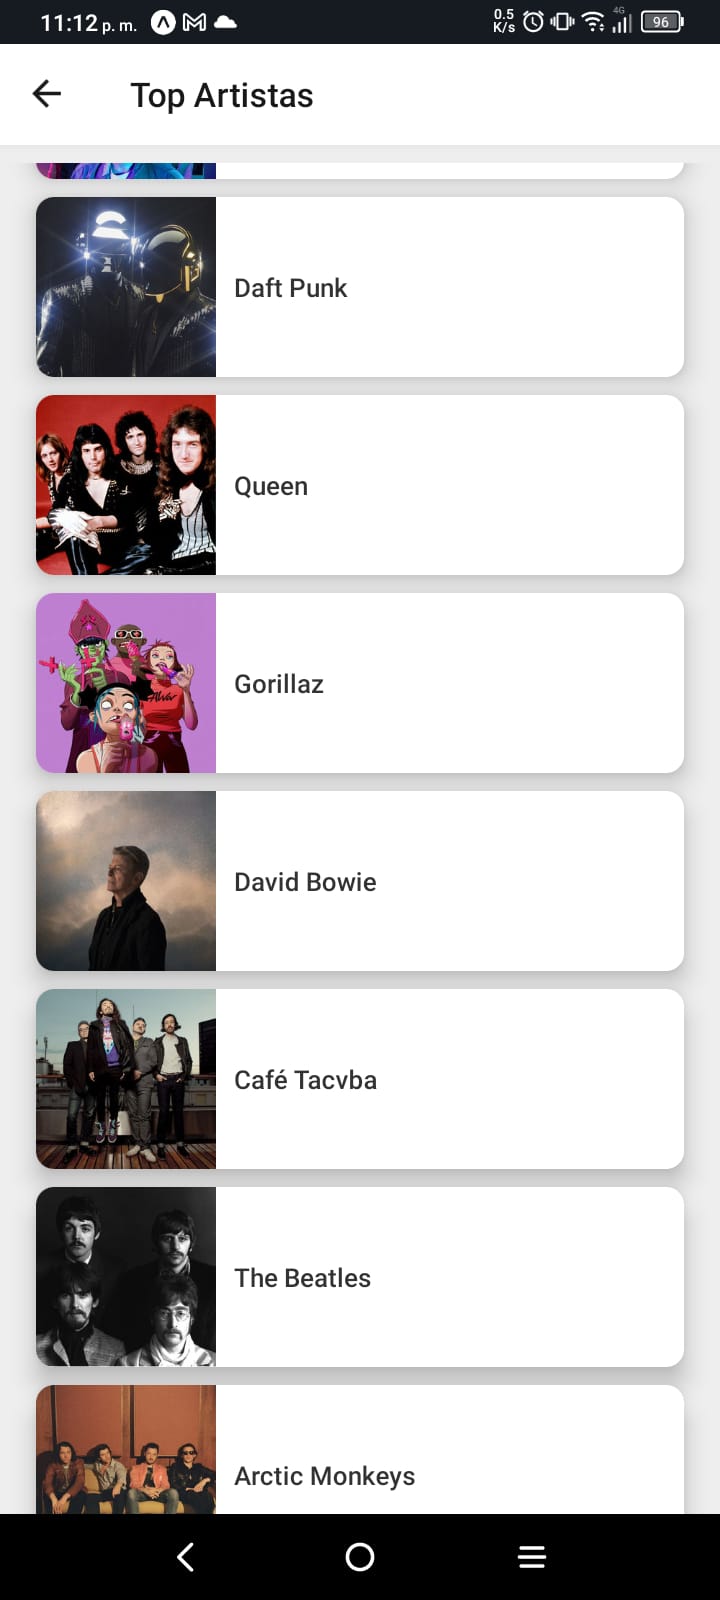 11:12 p. m.
0.5
K/s
4G
96
Top Artistas
Daft Punk
Queen
Gorillaz
David Bowie
Café Tacvba
The Beatles
Arctic Monkeys